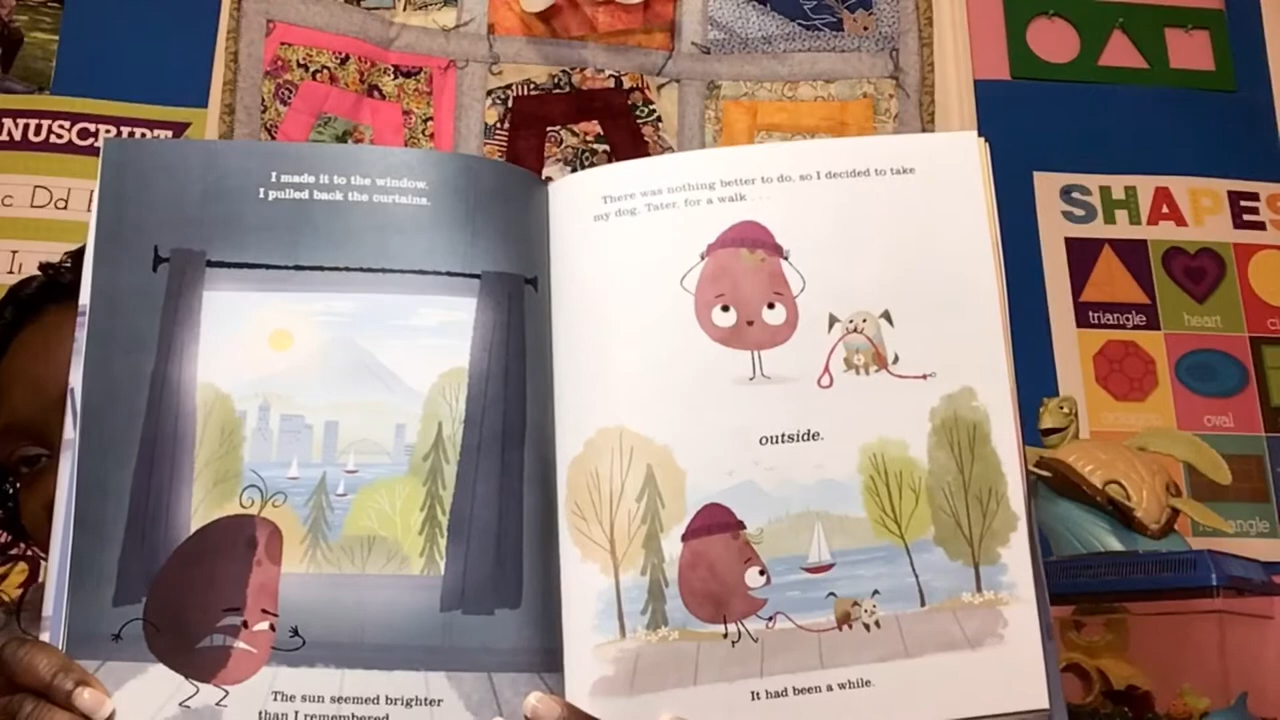 NUSCRIPT
c Dd
I made it to the window.
I pulled back the curtains.
The sun seemed brighter
than I remembered.
There was nothing better to do, so I decided to take
my dog, Tater, for a walk . . .
outside.
It had been a while.
SHAPES
triangle
heart
oval